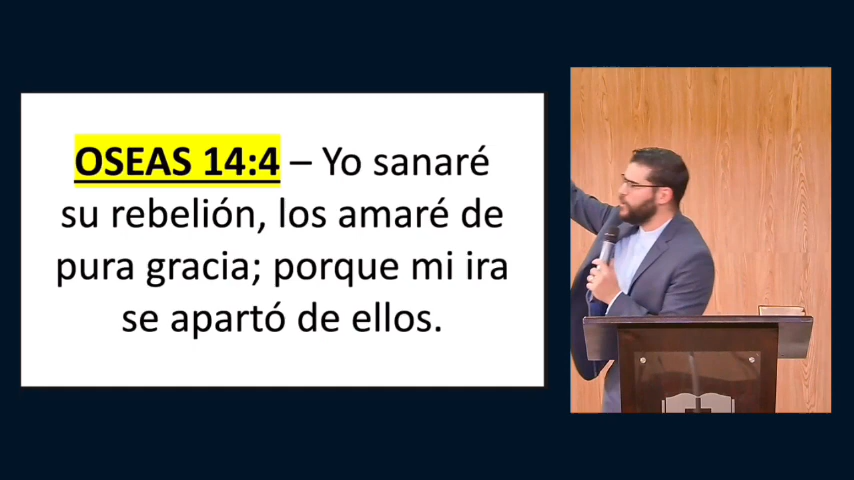 OSEAS 14:4 – Yo sanaré
su rebelión, los amaré de
pura gracia; porque mi ira
se apartó de ellos.